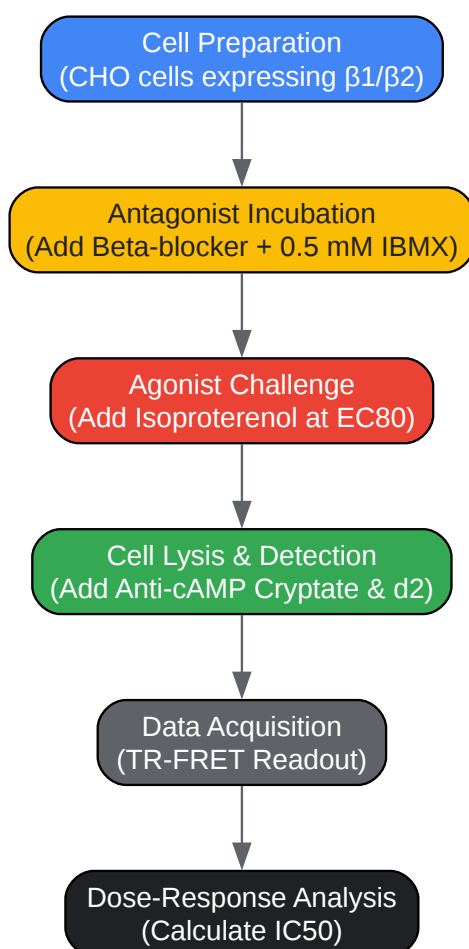 Cell Preparation
(CHO cells expressing β1/β2)
Antagonist Incubation
(Add Beta-blocker + 0.5 mM IBMX)
Agonist Challenge
(Add Isoproterenol at EC80)
Cell Lysis & Detection
(Add Anti-cAMP Cryptate & d2)
Data Acquisition
(TR-FRET Readout)
Dose-Response Analysis
(Calculate IC50)